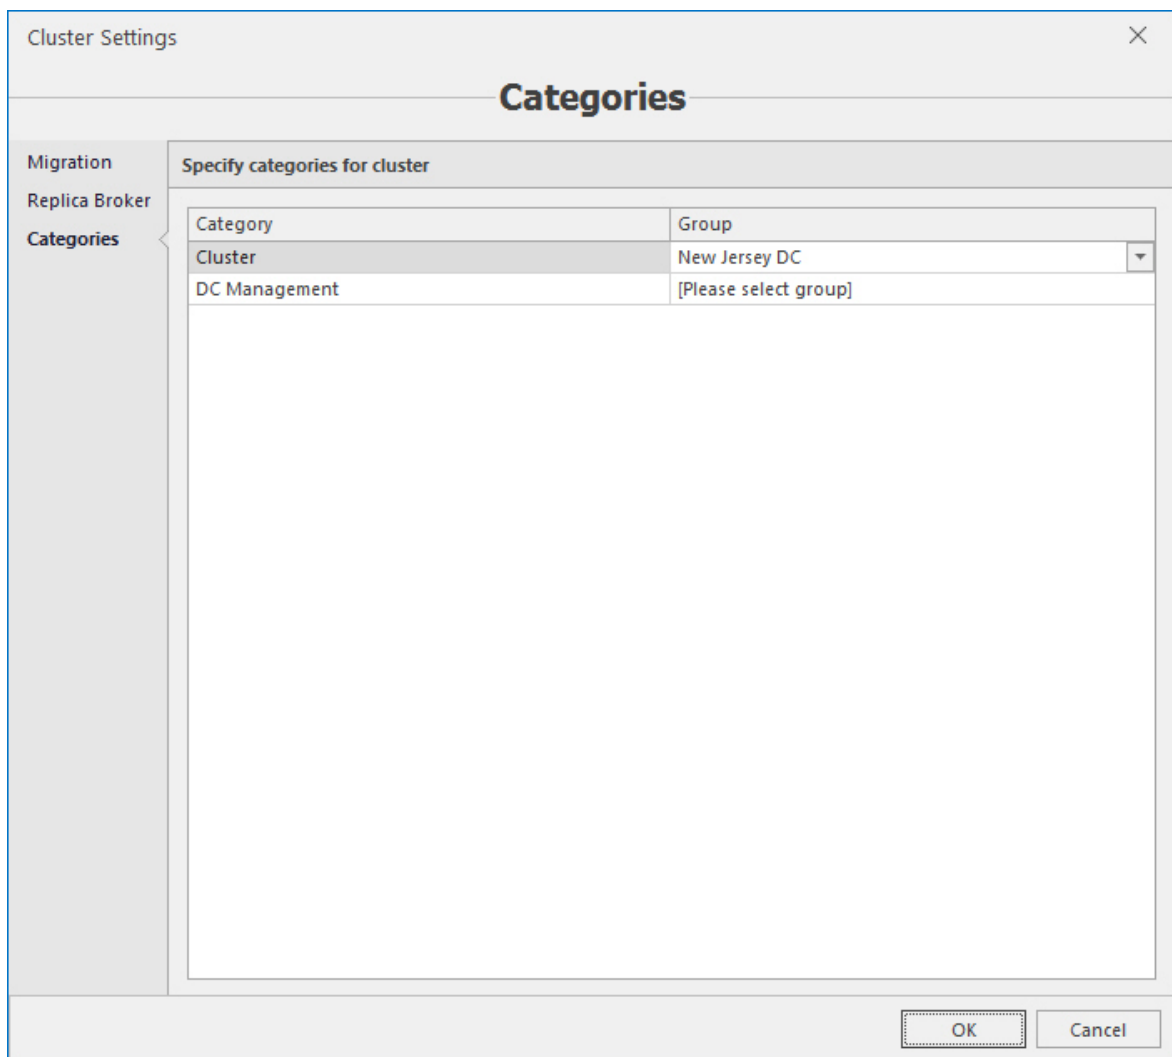 Cluster Settings
Categories
Migration
Replica Broker
Categories
Specify categories for cluster
Category Group
Cluster New Jersey DC
DC Management [Please select group]
OK Cancel